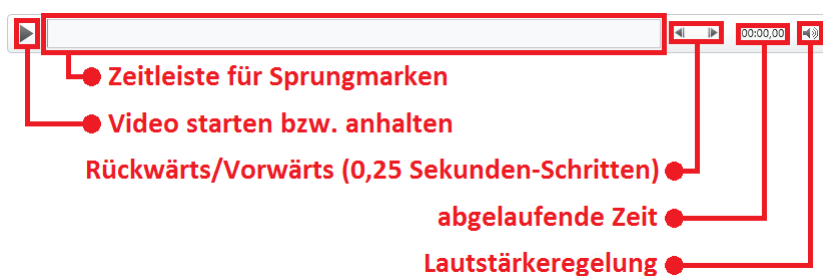 00:00,00
Zeitleiste für Sprungmarken
Video starten bzw. anhalten
Rückwärts/Vorwärts (0,25 Sekunden-Schritten)
abgelaufende Zeit
Lautstärkeregelung